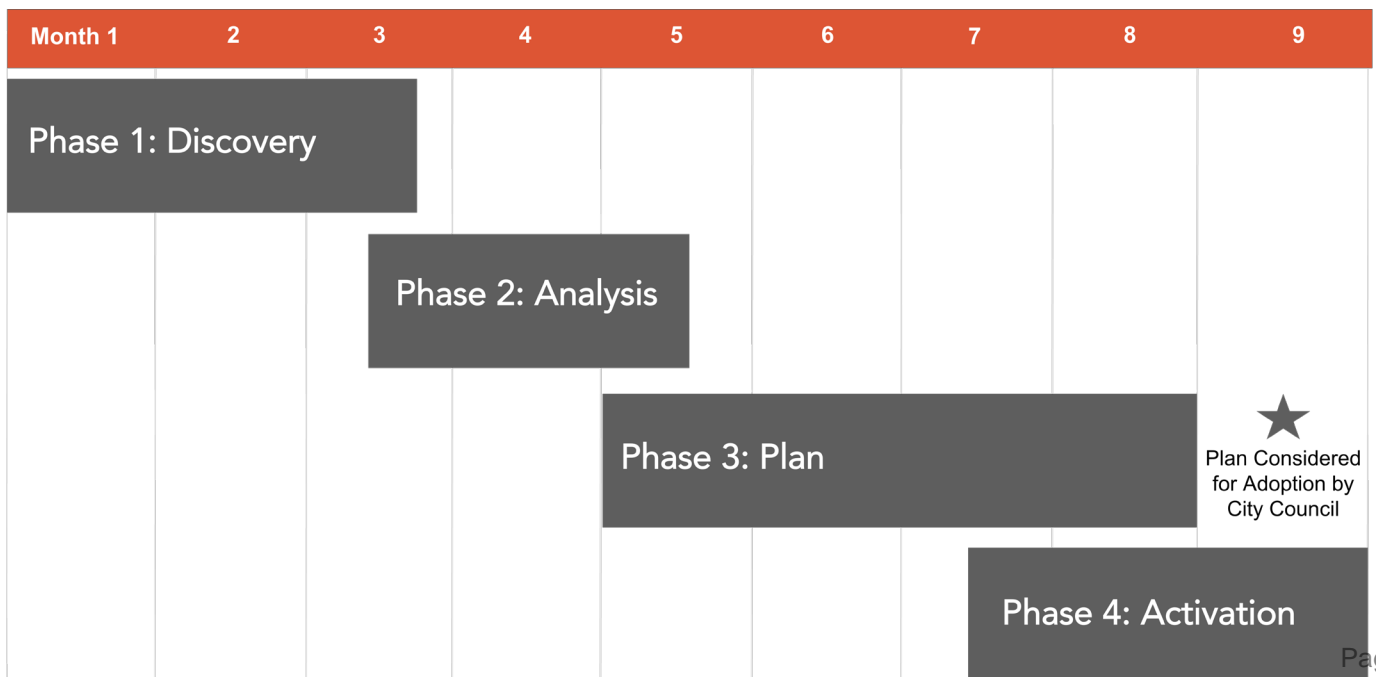 Month 1 2 3 4 5 6 7 8 9
Phase 1: Discovery
Phase 2: Analysis
Phase 3: Plan
Plan Considered
for Adoption by
City Council
Phase 4: Activation